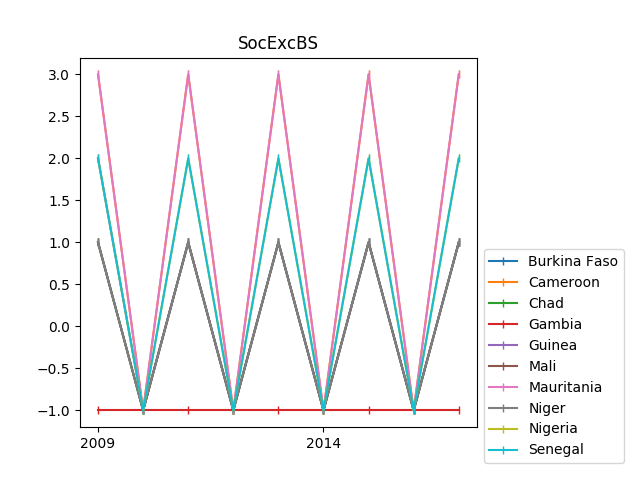 SocExcBS
3.0
2.5
2.0
1.5
1.0
0.5
0.0
−0.5
−1.0
2009
2014
Burkina Faso
Cameroon
Chad
Gambia
Guinea
Mali
Mauritania
Niger
Nigeria
Senegal